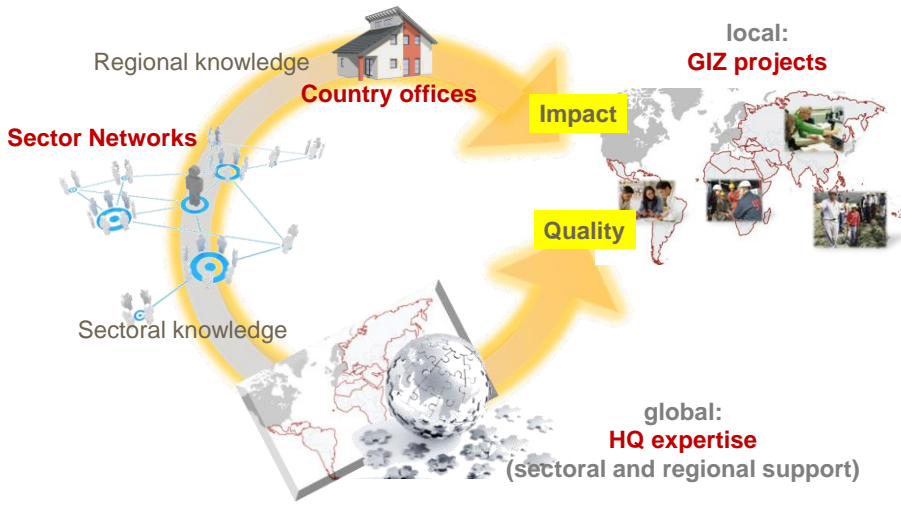 local:
GIZ projects
Regional knowledge
Country offices
Impact
Sector Networks
Quality
Sectoral knowledge
global:
HQ expertise
(sectoral and regional support)